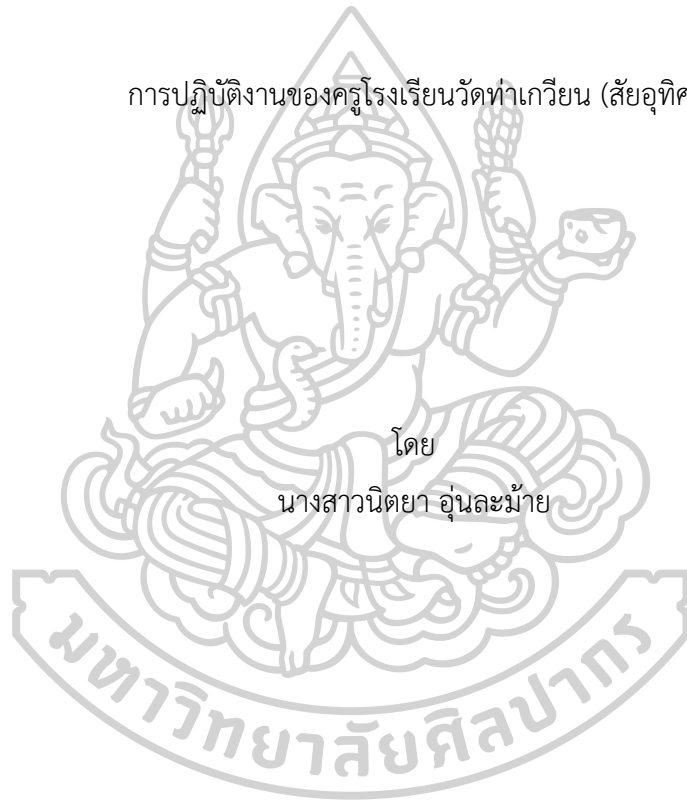 การปฏิบัติงานของครูโรงเรียนวัดท่าเกวียน (สัยอุทิศ
โดย
นางสาวนิตยา อุ่นละม้าย
มหาวิทยาลัยศิลปากร